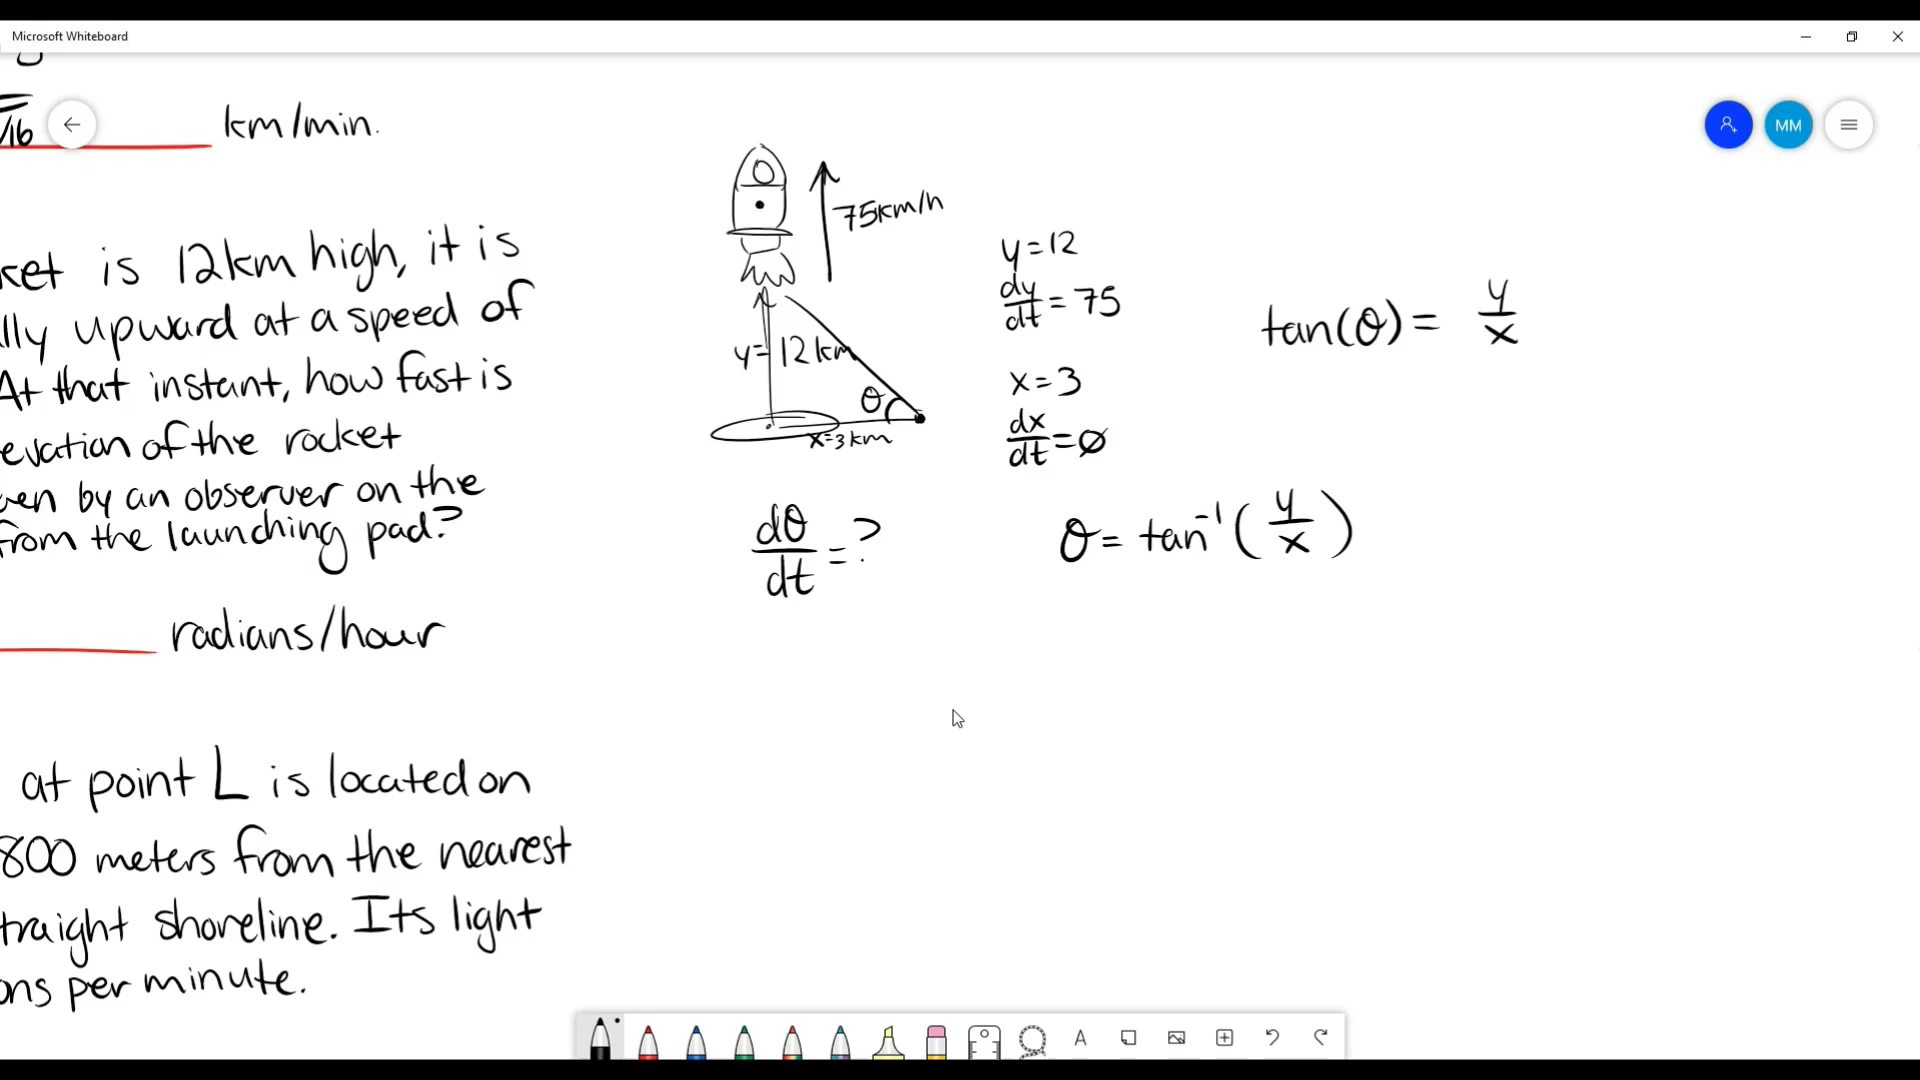 Microsoft Whiteboard
/16
km/min.
MM
ket is 12km high, it is
lly upward at a speed of
At that instant, how fast is
evation of the rocket
en by an observer on the
from the launching pad?
radians/hour
at point L is located on
800 meters from the nearest
traight shoreline. Its light
ons per minute.
75km/h
y= 12km
θ
x=3km
dθ/dt = ?
y=12
dy/dt = 75
x=3
dx/dt = 0
tan(θ) = y/x
θ = tan⁻¹(y/x)
A